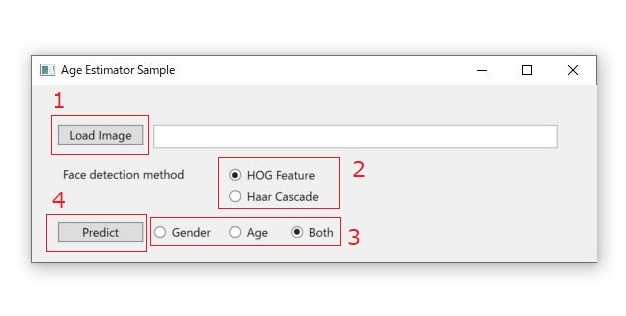 Age Estimator Sample
1
Load Image
Face detection method
HOG Feature
2
Haar Cascade
4
Predict
Gender Age Both
3